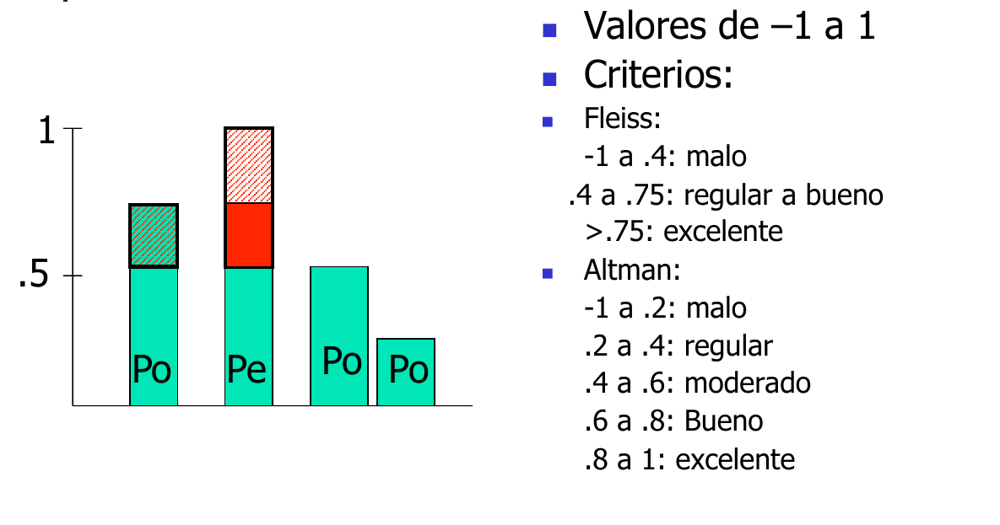 1
.5
Po
Pe
Po
Po
Valores de –1 a 1
Criterios:
Fleiss:
-1 a .4: malo
.4 a .75: regular a bueno
>.75: excelente
Altman:
-1 a .2: malo
.2 a .4: regular
.4 a .6: moderado
.6 a .8: Bueno
.8 a 1: excelente